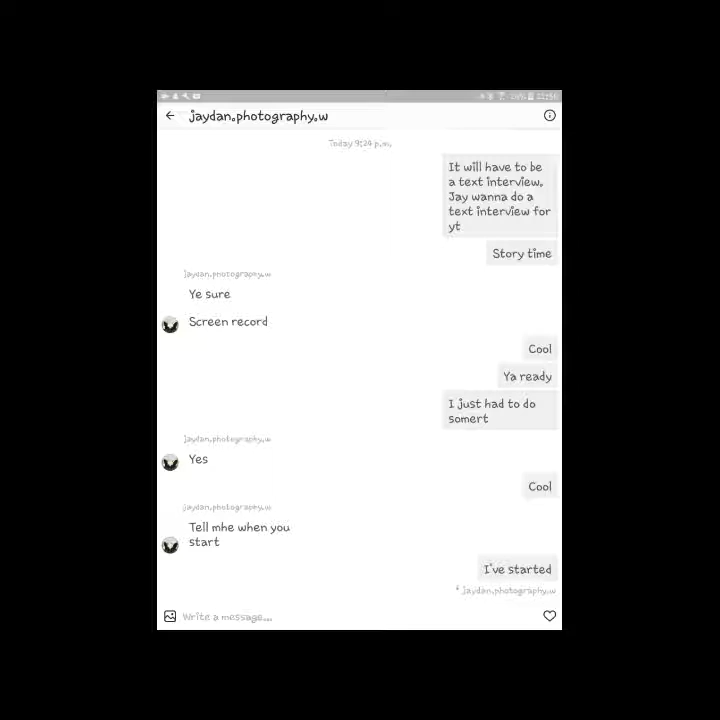 jaydan.photography.w
Today 9:24 p.m.
It will have to be
a text interview.
Jay wanna do a
text interview for
yt
Story time
jaydan.photography.w
Ye sure
Screen record
Cool
Ya ready
I just had to do
somert
jaydan.photography.w
Yes
Cool
jaydan.photography.w
Tell mhe when you
start
I've started
jaydan.photography.w
Write a message...